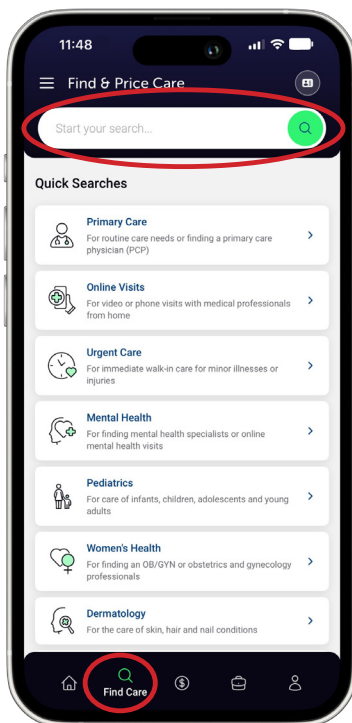 11:48
Find & Price Care
Start your search...
Quick Searches
Primary Care
For routine care needs or finding a primary care
physician (PCP)
Online Visits
For video or phone visits with medical professionals
from home
Urgent Care
For immediate walk-in care for minor illnesses or
injuries
Mental Health
For finding mental health specialists or online
mental health visits
Pediatrics
For care of infants, children, adolescents and young
adults
Women's Health
For finding an OB/GYN or obstetrics and gynecology
professionals
Dermatology
For the care of skin, hair and nail conditions
Find Care